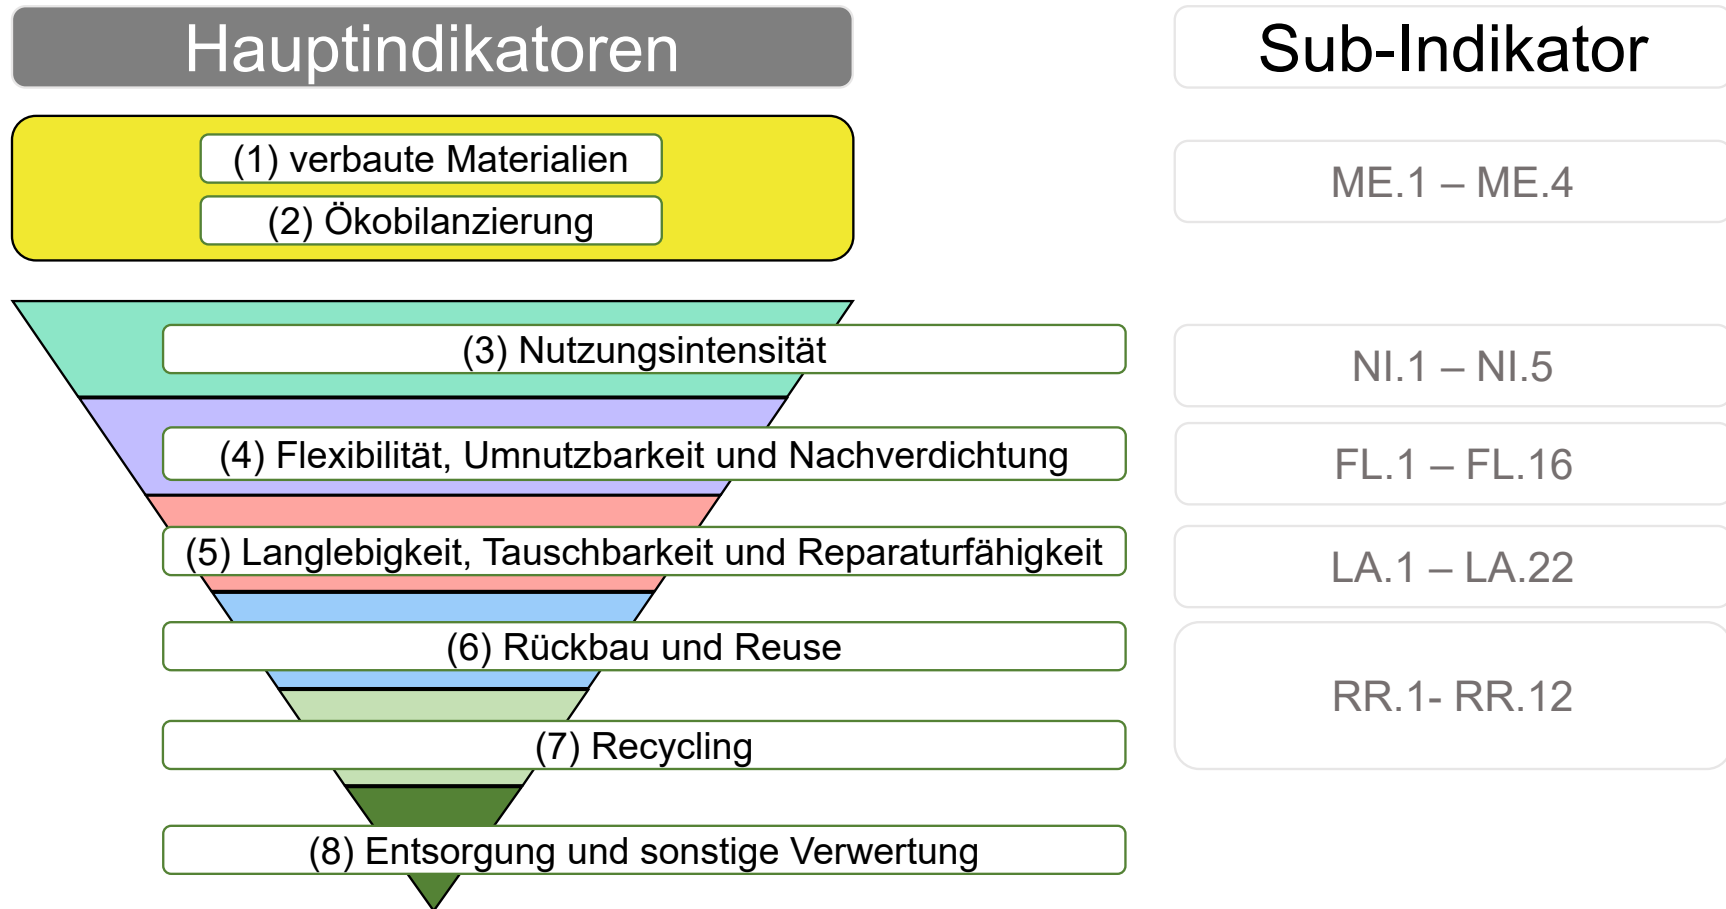 Hauptindikatoren
Sub-Indikator
(1) verbaute Materialien
(2) Ökobilanzierung
ME.1 – ME.4
(3) Nutzungsintensität
NI.1 – NI.5
(4) Flexibilität, Umnutzbarkeit und Nachverdichtung
FL.1 – FL.16
(5) Langlebigkeit, Tauschbarkeit und Reparaturfähigkeit
LA.1 – LA.22
(6) Rückbau und Reuse
RR.1- RR.12
(7) Recycling
(8) Entsorgung und sonstige Verwertung